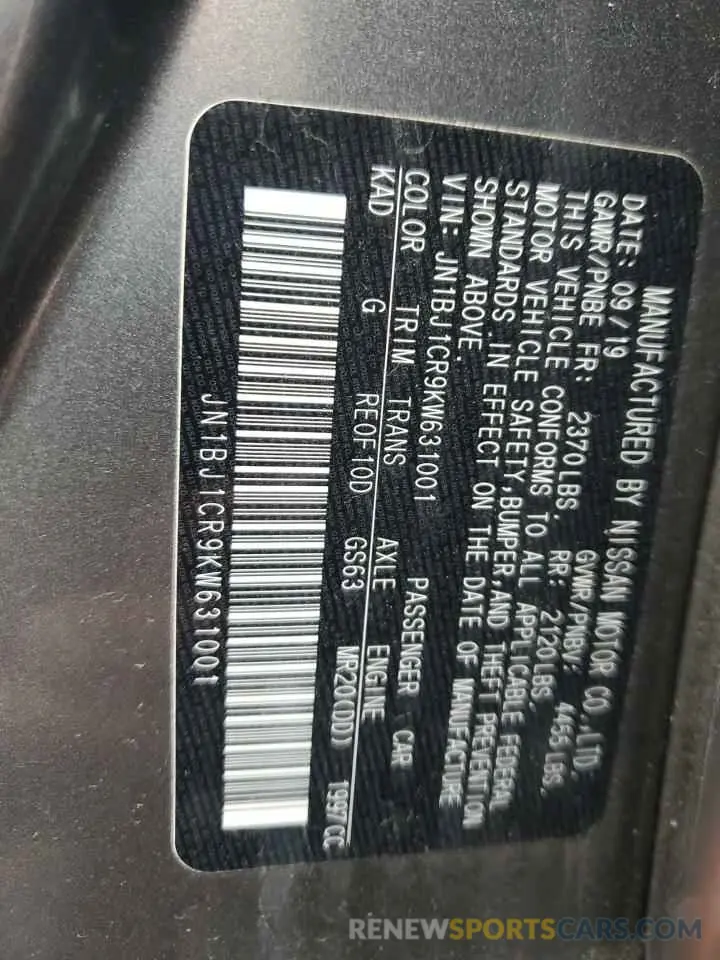 MANUFACTURED BY NISSAN MOTOR CO., LTD.
DATE: 09/19 GVWR/PNBV: 4455 LBS.
GAWR/PNBE FR: 2370LBS. RR: 2120LBS.
THIS VEHICLE CONFORMS TO ALL APPLICABLE FEDERAL
MOTOR VEHICLE SAFETY, BUMPER, AND THEFT PREVENTION
STANDARDS IN EFFECT ON THE DATE OF MANUFACTURE
SHOWN ABOVE.
VIN: JN1BJ1CR9KW631001 PASSENGER CAR
COLOR TRIM TRANS AXLE ENGINE
KAD G RE0F10D GS63 MR20(DD) 1997CC
JN1BJ1CR9KW631001
RENEWSPORTSCARS.COM